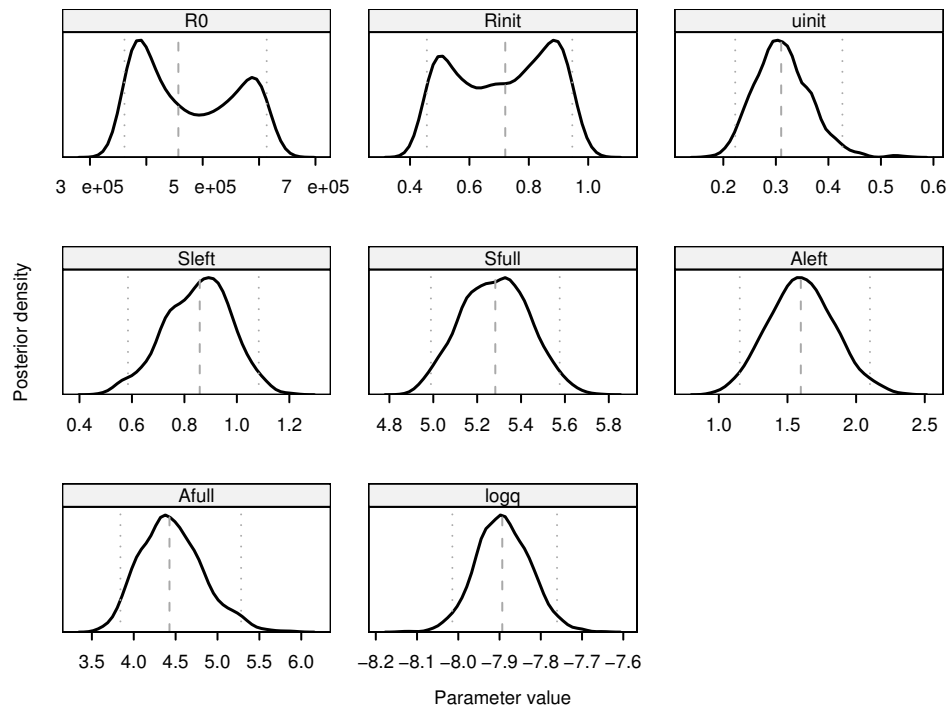 R0 Rinit uinit
3 e+05 5 e+05 7 e+05 0.4 0.6 0.8 1.0 0.2 0.3 0.4 0.5 0.6
Sleft Sfull Aleft
0.4 0.6 0.8 1.0 1.2 4.8 5.0 5.2 5.4 5.6 5.8 1.0 1.5 2.0 2.5
Posterior density
Afull logq
3.5 4.0 4.5 5.0 5.5 6.0 −8.2 −8.1 −8.0 −7.9 −7.8 −7.7 −7.6
Parameter value